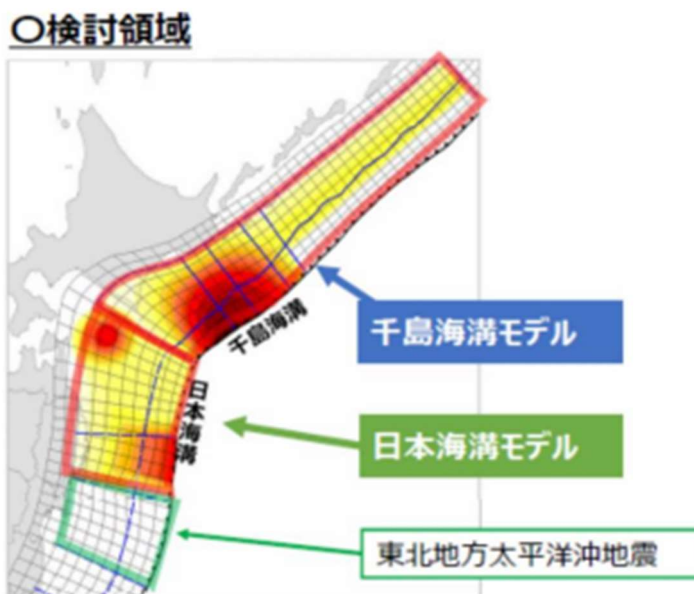 〇検討領域
千島海溝
千島海溝モデル
日本海溝
日本海溝モデル
東北地方太平洋沖地震